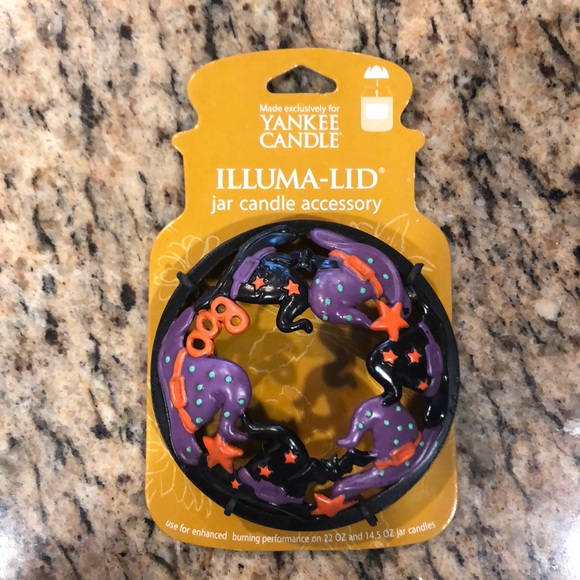 Made exclusively for
YANKEE
CANDLE®
ILLUMA-LID®
jar candle accessory
BOO
use for enhanced burning performance on 22 OZ and 14.5 OZ jar candles